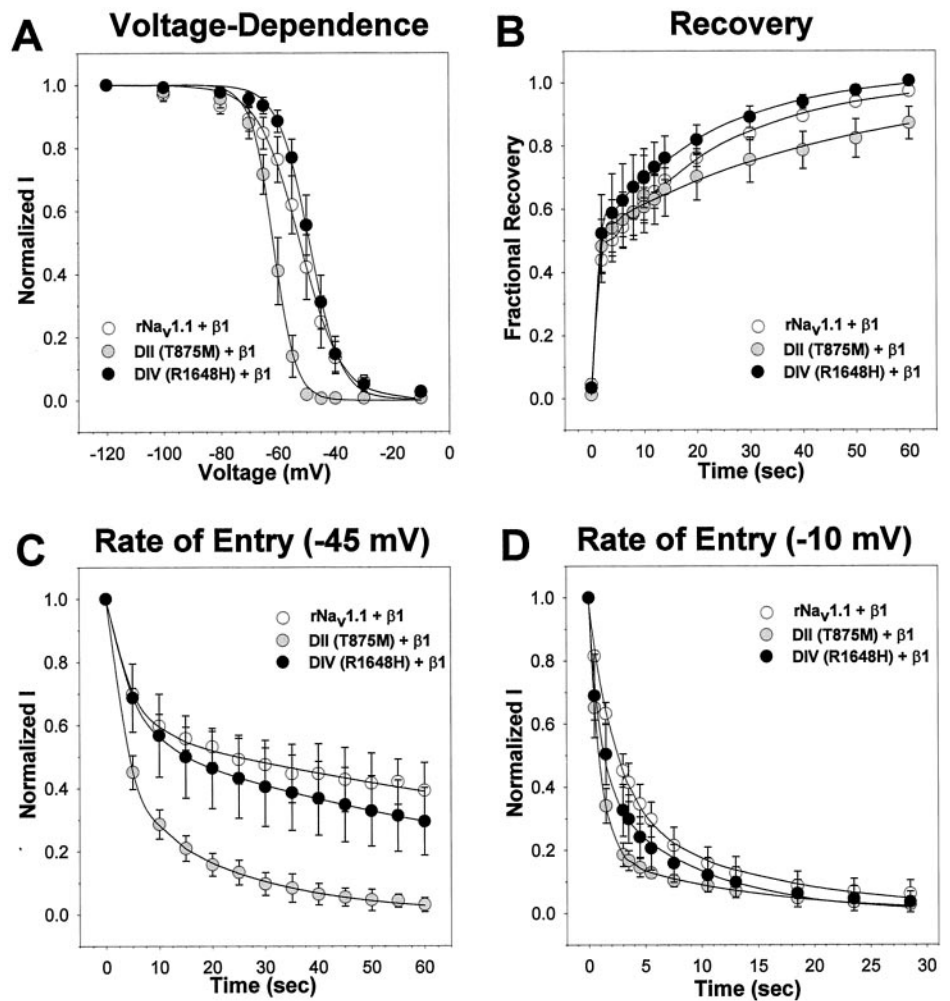 A
Voltage-Dependence
Normalized I
1.0
0.8
0.6
0.4
0.2
0.0
rNaV1.1 + β1
DII (T875M) + β1
DIV (R1648H) + β1
-120 -100 -80 -60 -40 -20 0
Voltage (mV)
B
Recovery
Fractional Recovery
1.0
0.8
0.6
0.4
0.2
0.0
rNaV1.1 + β1
DII (T875M) + β1
DIV (R1648H) + β1
0 10 20 30 40 50 60
Time (sec)
C
Rate of Entry (-45 mV)
Normalized I
1.0
0.8
0.6
0.4
0.2
0.0
rNaV1.1 + β1
DII (T875M) + β1
DIV (R1648H) + β1
0 10 20 30 40 50 60
Time (sec)
D
Rate of Entry (-10 mV)
Normalized I
1.0
0.8
0.6
0.4
0.2
0.0
rNaV1.1 + β1
DII (T875M) + β1
DIV (R1648H) + β1
0 5 10 15 20 25 30
Time (sec)